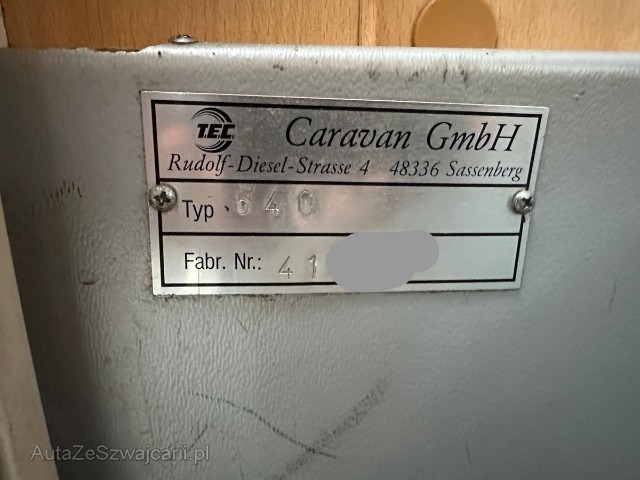 T.E.C. Caravan GmbH
Rudolf-Diesel-Strasse 4 48336 Sassenberg
Typ 640
Fabr. Nr.: 41
AutaZeSzwajcarii.pl